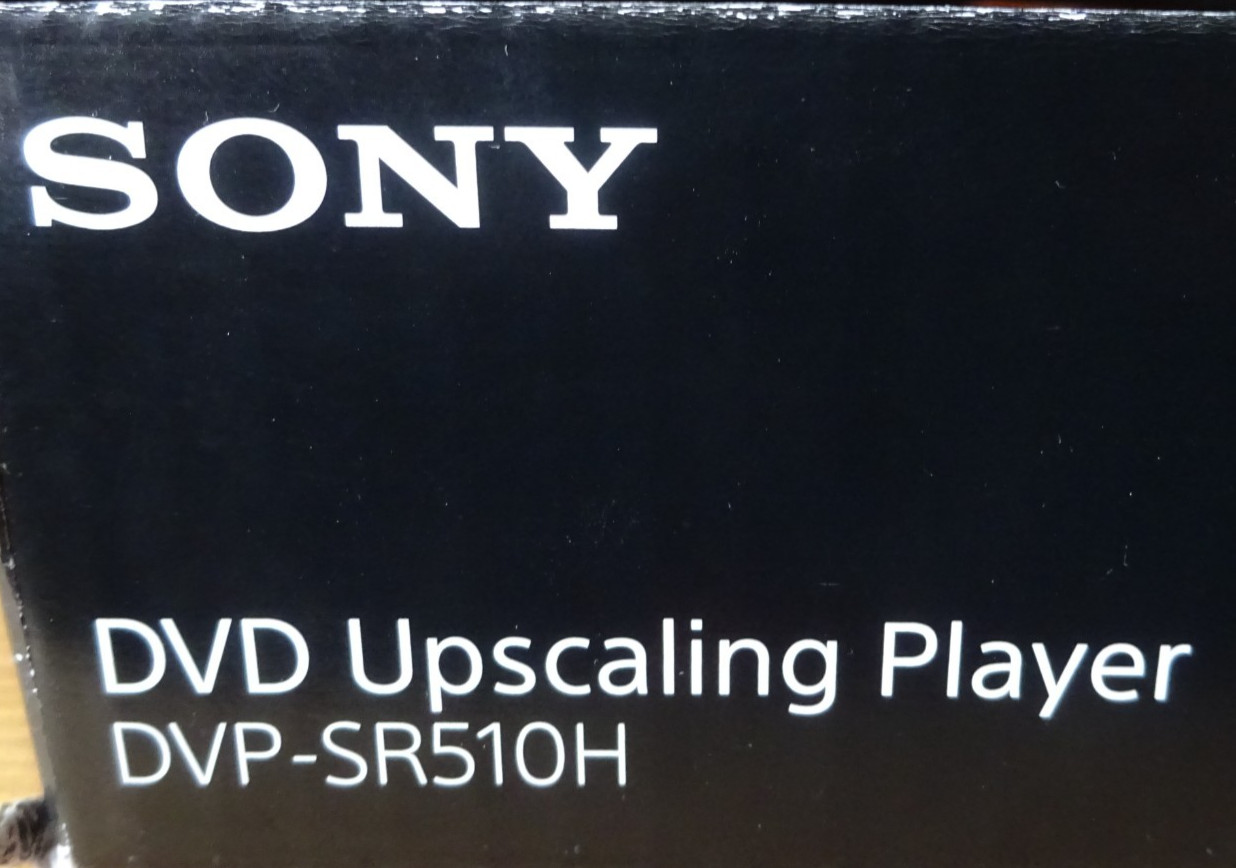 SONY
DVD Upscaling Player
DVP-SR510H